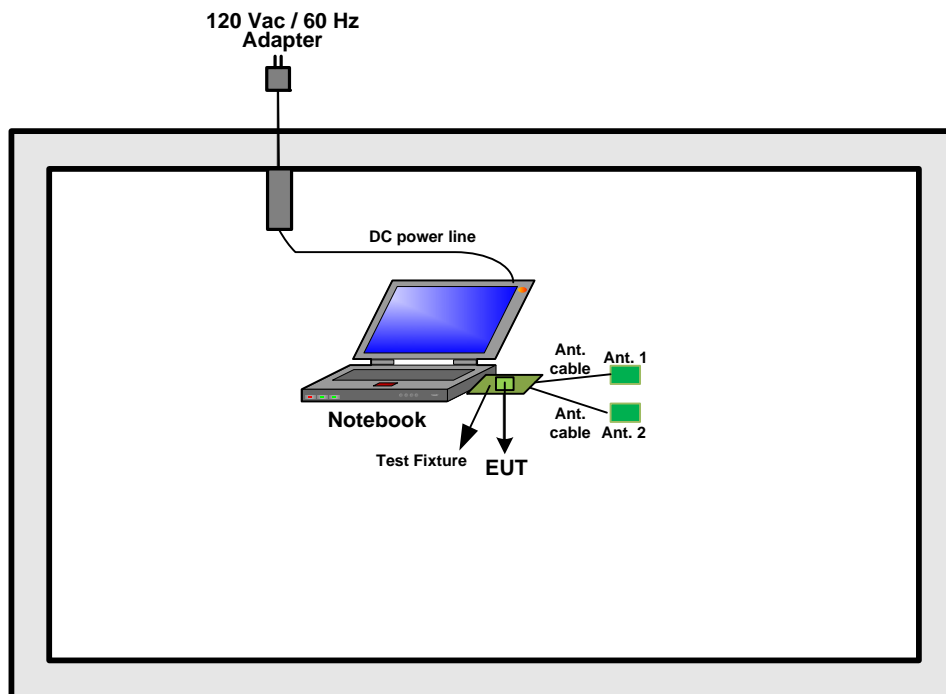 120 Vac / 60 Hz
Adapter
DC power line
Ant.
cable
Ant. 1
Notebook
Ant.
cable
Ant. 2
Test Fixture
EUT